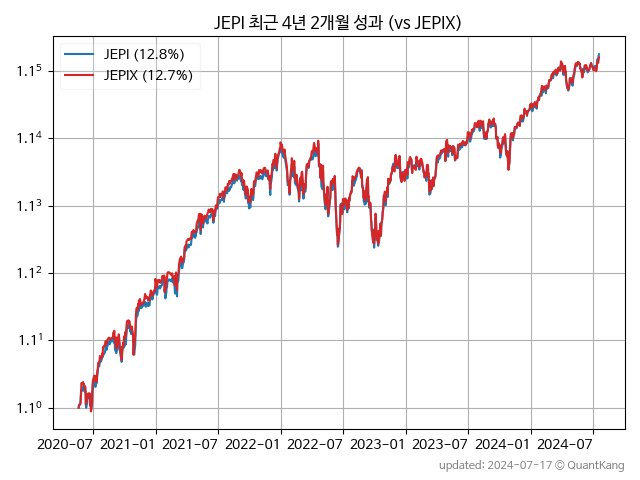 JEPI 최근 4년 2개월 성과 (vs JEPIX)
JEPI (12.8%)
JEPIX (12.7%)
1.1⁵
1.1⁴
1.1³
1.1²
1.1¹
1.1⁰
2020-07 2021-01 2021-07 2022-01 2022-07 2023-01 2023-07 2024-01 2024-07
updated: 2024-07-17 © QuantKang